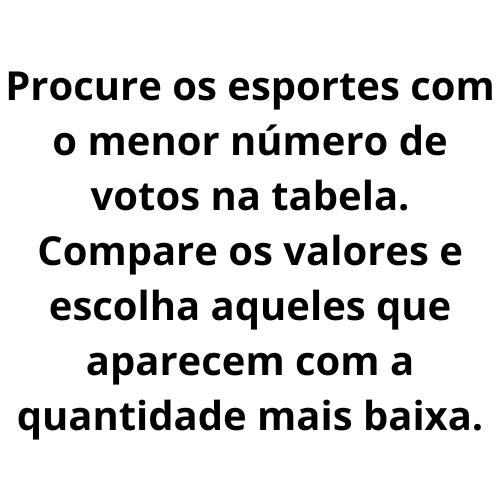 Procure os esportes com
o menor número de
votos na tabela.
Compare os valores e
escolha aqueles que
aparecem com a
quantidade mais baixa.